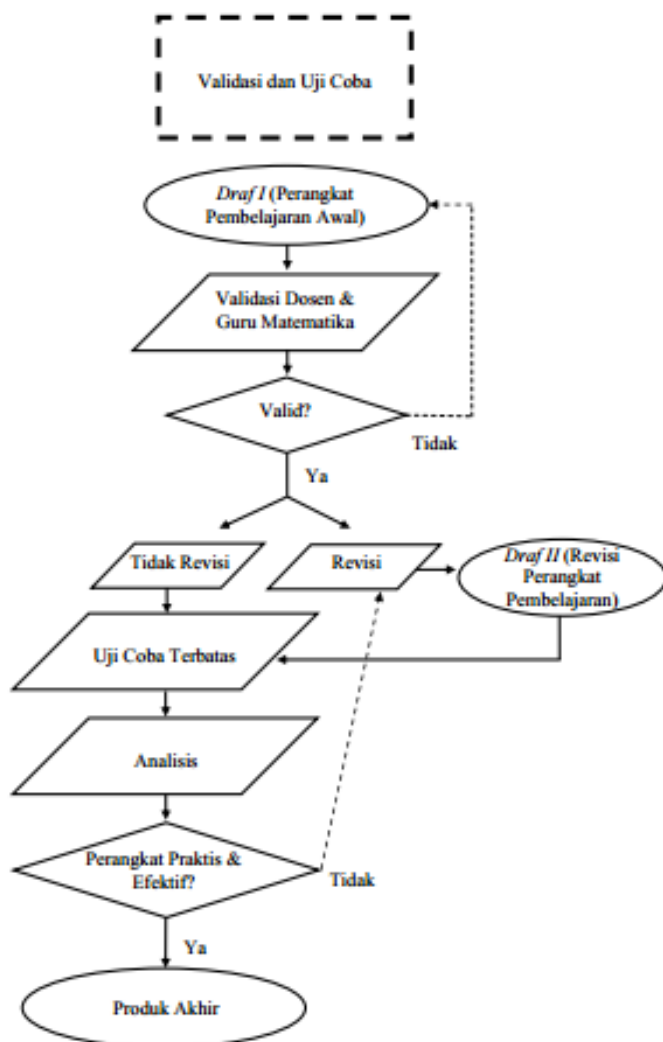 Validasi dan Uji Coba
Draf I (Perangkat
Pembelajaran Awal)
Validasi Dosen &
Guru Matematika
Valid?
Tidak
Ya
Tidak Revisi
Revisi
Draf II (Revisi
Perangkat
Pembelajaran)
Uji Coba Terbatas
Analisis
Perangkat Praktis &
Efektif?
Tidak
Ya
Produk Akhir